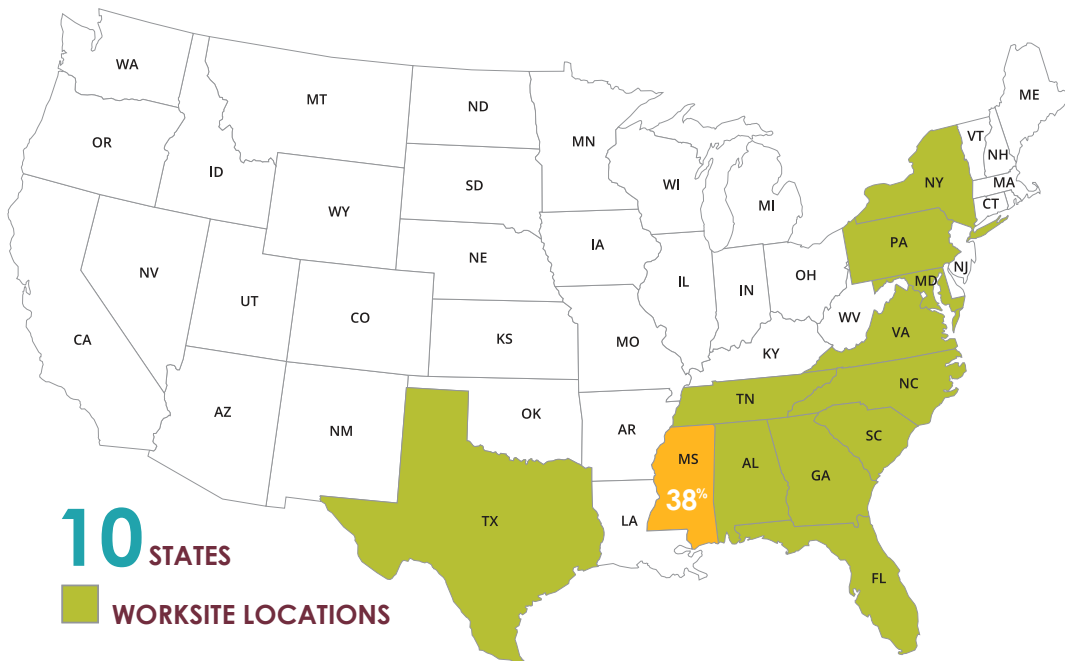 WA
MT
ND
MN
ME
OR
ID
SD
WI
MI
VT
NH
NY
MA
CT
WY
IA
NE
PA
NJ
NV
UT
CO
IL
IN
OH
MD
WV
VA
CA
KS
MO
KY
AZ
NM
OK
AR
TN
NC
SC
MS
38%
AL
GA
LA
TX
FL
10 STATES
WORKSITE LOCATIONS